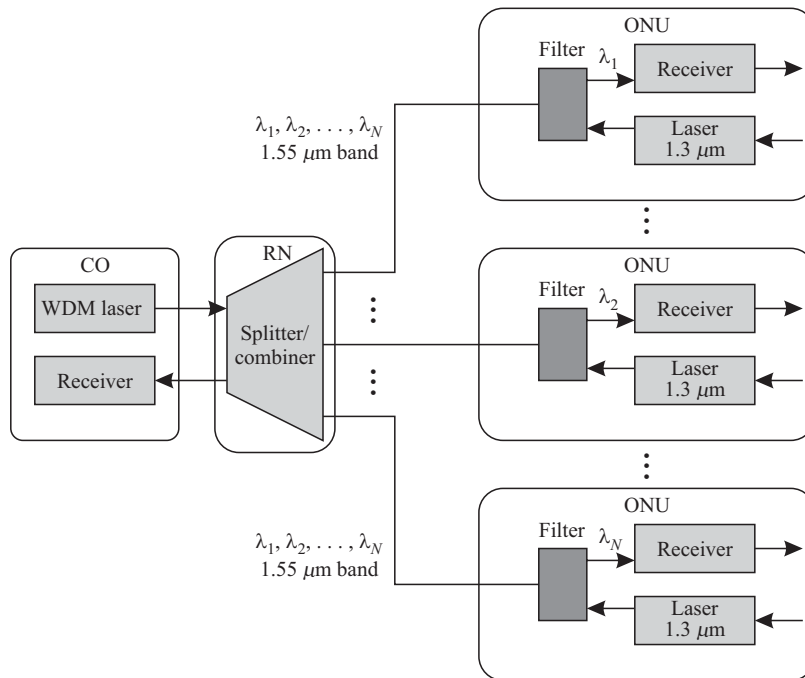 ONU
Filter
λ1
Receiver
Laser
1.3 μm
λ1, λ2, . . . , λN
1.55 μm band
CO
WDM laser
Receiver
RN
Splitter/
combiner
ONU
Filter
λ2
Receiver
Laser
1.3 μm
λ1, λ2, . . . , λN
1.55 μm band
ONU
Filter
λN
Receiver
Laser
1.3 μm